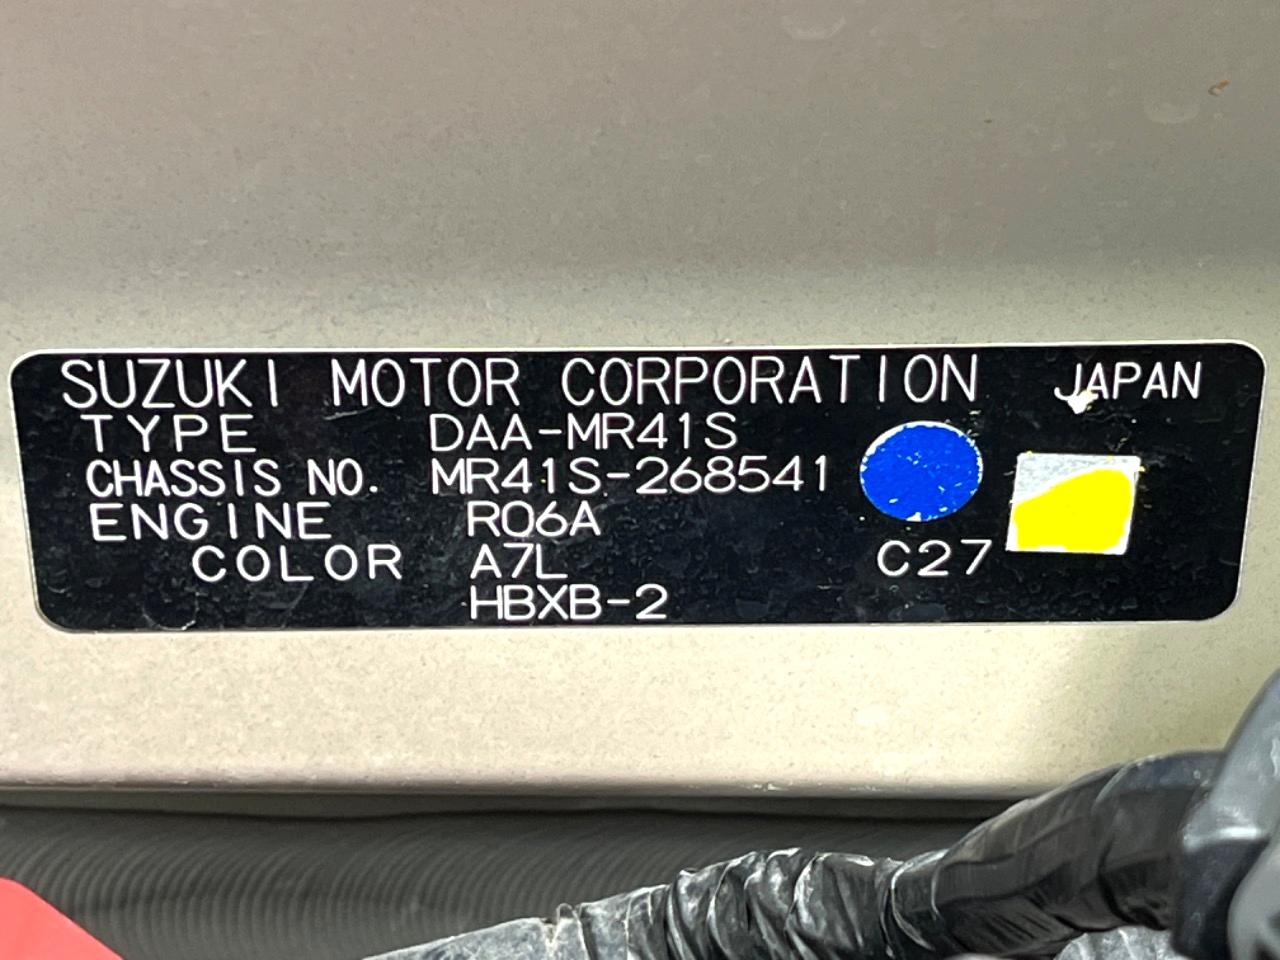 SUZUKI MOTOR CORPORATION JAPAN
TYPE DAA-MR41S
CHASSIS NO. MR41S-268541
ENGINE R06A
COLOR A7L C27
HBXB-2